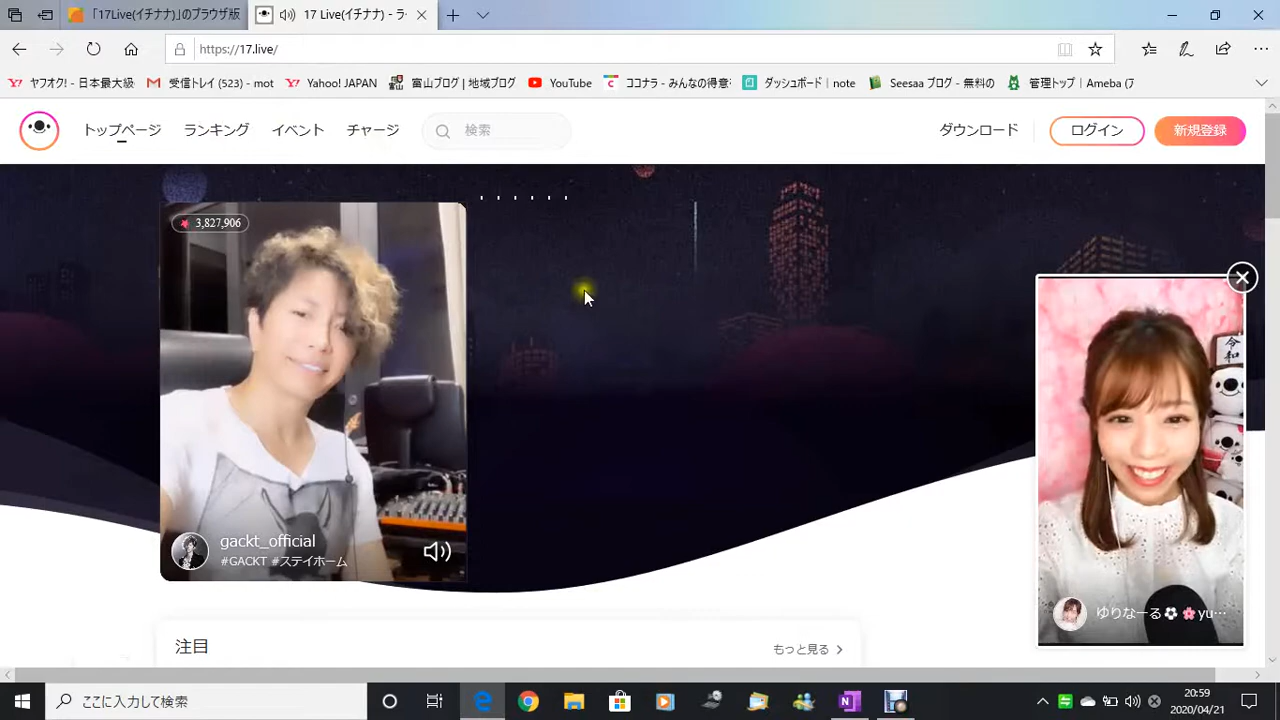 「17Live(イチナナ)」のブラウザ版
17 Live(イチナナ) - ラ-
https://17.live/
ヤフオク! - 日本最大級
受信トレイ (523) - mot
Yahoo! JAPAN
富山ブログ | 地域ブログ
YouTube
ココナラ - みんなの得意
ダッシュボード | note
Seesaa ブログ - 無料の
管理トップ | Ameba (ア
トップページ
ランキング
イベント
チャージ
検索
ダウンロード
ログイン
新規登録
3,827,906
gackt_official
#GACKT #ステイホーム
令和
ゆりなーる⚽🌸yu…
注目
もっと見る
ここに入力して検索
20:59
2020/04/21